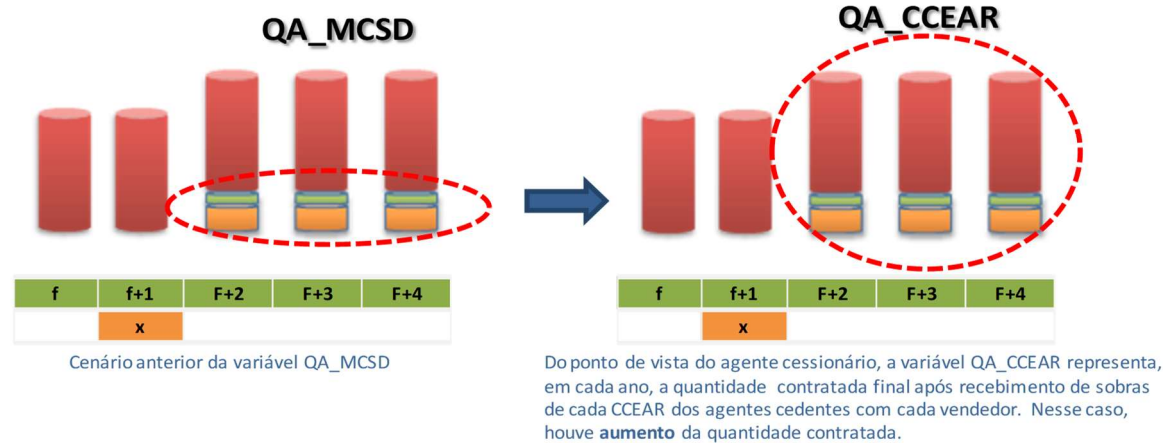 QA_MCSD
QA_CCEAR
f f+1 F+2 F+3 F+4
x
f f+1 F+2 F+3 F+4
x
Cenário anterior da variável QA_MCSD
Do ponto de vista do agente cessionário, a variável QA_CCEAR representa,
em cada ano, a quantidade contratada final após recebimento de sobras
de cada CCEAR dos agentes cedentes com cada vendedor. Nesse caso,
houve aumento da quantidade contratada.